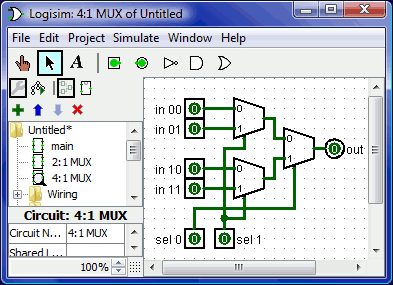 Logisim: 4:1 MUX of Untitled
File Edit Project Simulate Window Help
A
Untitled*
main
2:1 MUX
4:1 MUX
Wiring
Circuit: 4:1 MUX
Circuit N... 4:1 MUX
Shared L...
100%
in 00 0 0
in 01 0 1
0 0 out
1
in 10 0 0
in 11 0 1
sel 0 0 0 sel 1